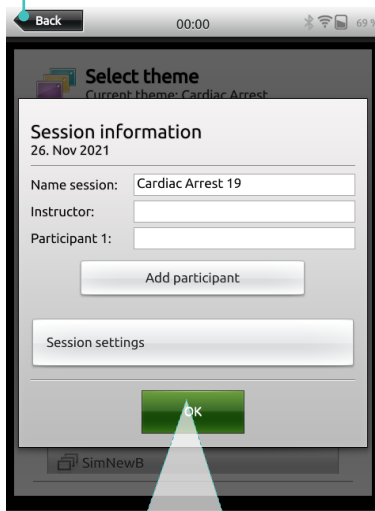 Back
00:00
69 %
Select theme
Current theme: Cardiac Arrest
Session information
26. Nov 2021
Name session: Cardiac Arrest 19
Instructor:
Participant 1:
Add participant
Session settings
OK
SimNewB